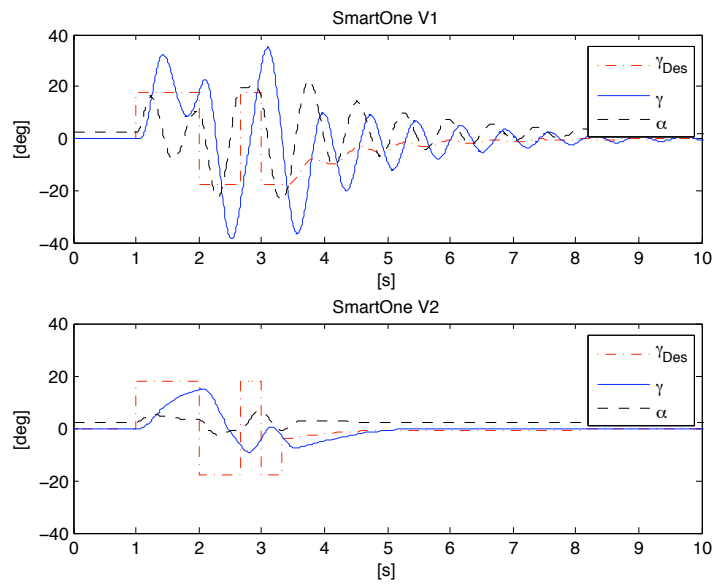 SmartOne V1
40
20
0
−20
−40
[deg]
γDes
γ
α
0 1 2 3 4 5 6 7 8 9 10
[s]
SmartOne V2
40
20
0
−20
−40
[deg]
γDes
γ
α
0 1 2 3 4 5 6 7 8 9 10
[s]